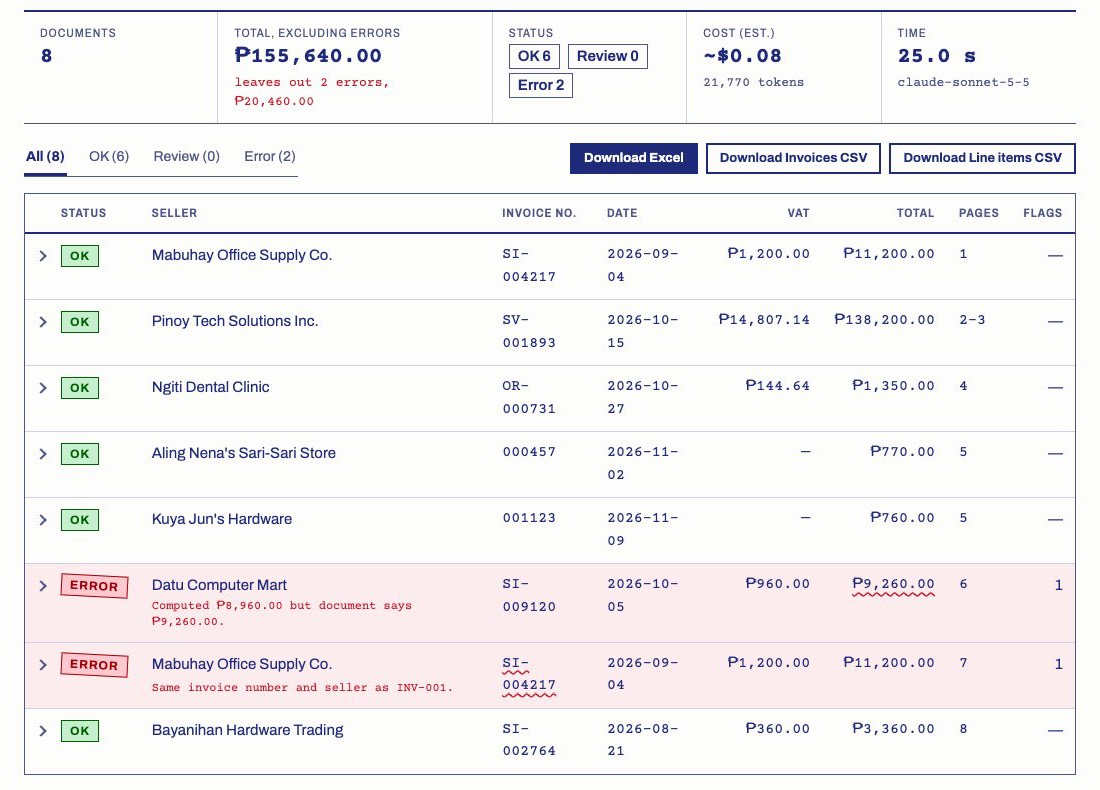 DOCUMENTS
8
TOTAL, EXCLUDING ERRORS
₱155,640.00
leaves out 2 errors,
₱20,460.00
STATUS
OK 6 Review 0
Error 2
COST (EST.)
~$0.08
21,770 tokens
TIME
25.0 s
claude-sonnet-5-5
All (8) OK (6) Review (0) Error (2)
Download Excel Download Invoices CSV Download Line items CSV
STATUS SELLER INVOICE NO. DATE VAT TOTAL PAGES FLAGS
OK Mabuhay Office Supply Co. SI- 2026-09- ₱1,200.00 ₱11,200.00 1 —
004217 04
OK Pinoy Tech Solutions Inc. SV- 2026-10- ₱14,807.14 ₱138,200.00 2-3 —
001893 15
OK Ngiti Dental Clinic OR- 2026-10- ₱144.64 ₱1,350.00 4 —
000731 27
OK Aling Nena's Sari-Sari Store 000457 2026-11- — ₱770.00 5 —
02
OK Kuya Jun's Hardware 001123 2026-11- — ₱760.00 5 —
09
ERROR Datu Computer Mart SI- 2026-10- ₱960.00 ₱9,260.00 6 1
Computed ₱8,960.00 but document says 009120 05
₱9,260.00.
ERROR Mabuhay Office Supply Co. SI- 2026-09- ₱1,200.00 ₱11,200.00 7 1
Same invoice number and seller as INV-001. 004217 04
OK Bayanihan Hardware Trading SI- 2026-08- ₱360.00 ₱3,360.00 8 —
002764 21